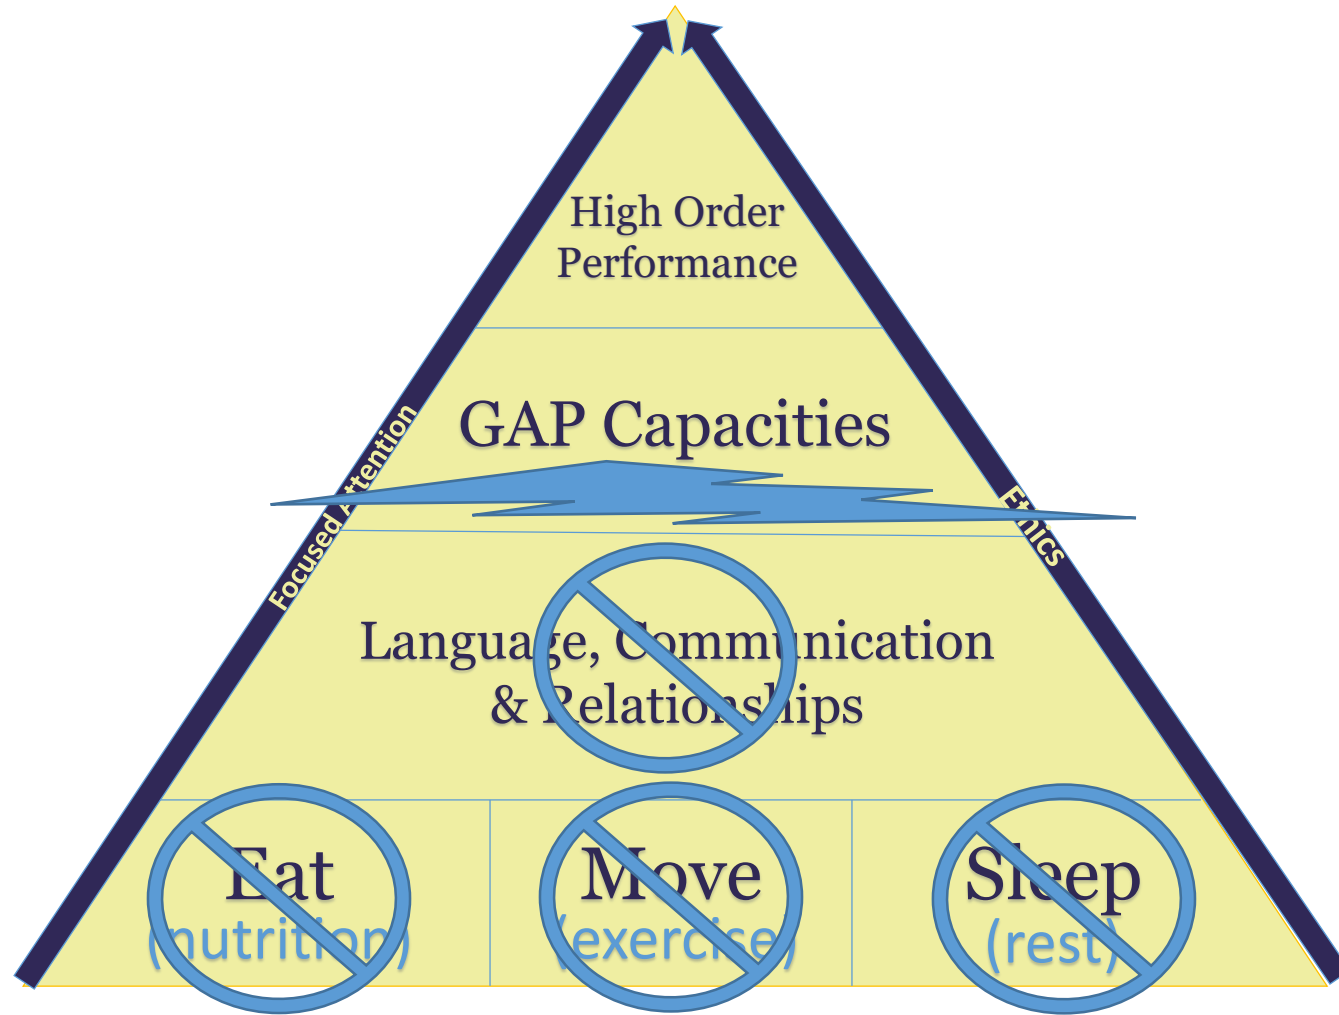 High Order
Performance
GAP Capacities
Focused Attention
Ethics
Language, Communication
& Relationships
Eat
(nutrition)
Move
(exercise)
Sleep
(rest)